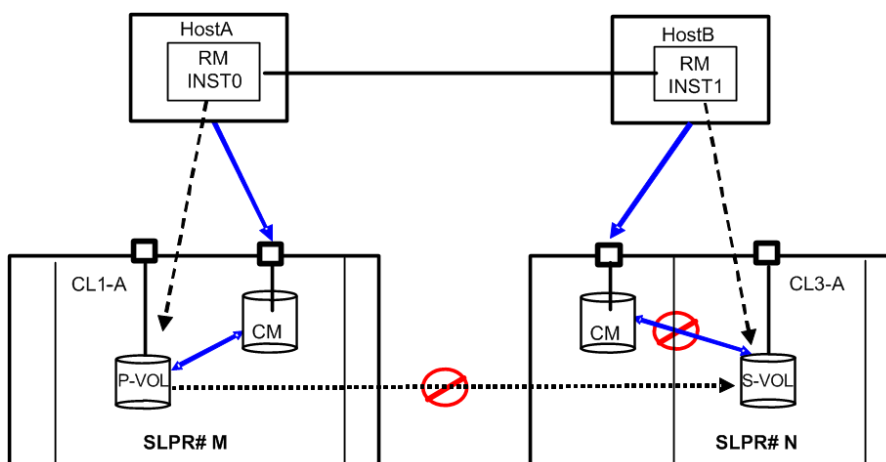 HostA
RM
INST0
HostB
RM
INST1
CL1-A
CM
P-VOL
SLPR# M
CL3-A
CM
S-VOL
SLPR# N